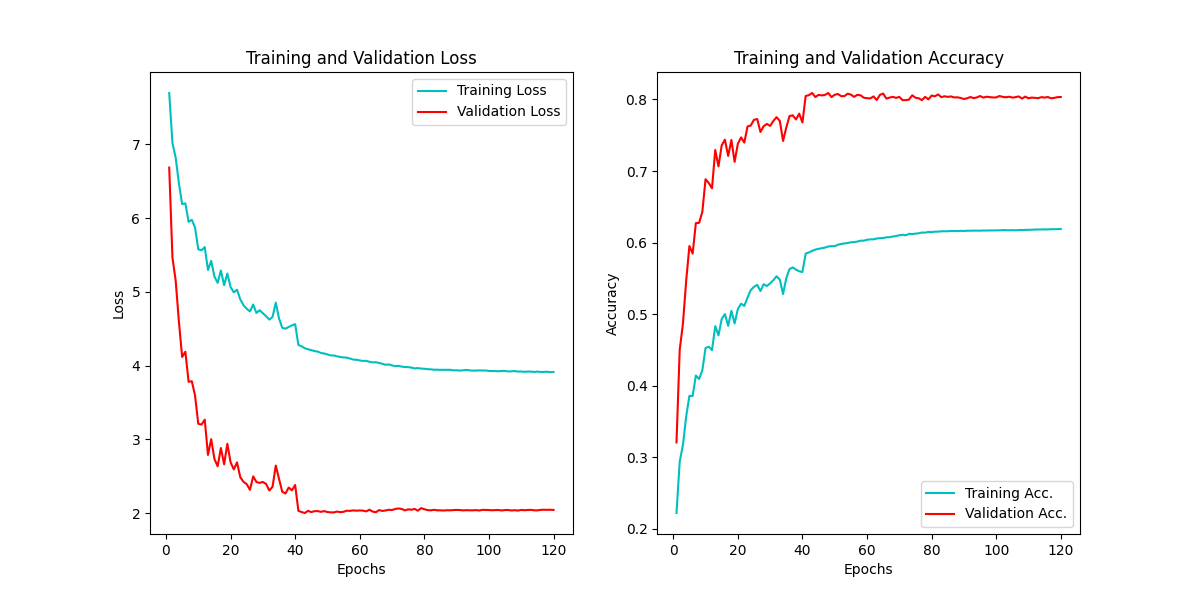 Training and Validation Loss
Training Loss
Validation Loss
Loss
7
6
5
4
3
2
0 20 40 60 80 100 120
Epochs
Training and Validation Accuracy
Accuracy
0.8
0.7
0.6
0.5
0.4
0.3
0.2
Training Acc.
Validation Acc.
0 20 40 60 80 100 120
Epochs